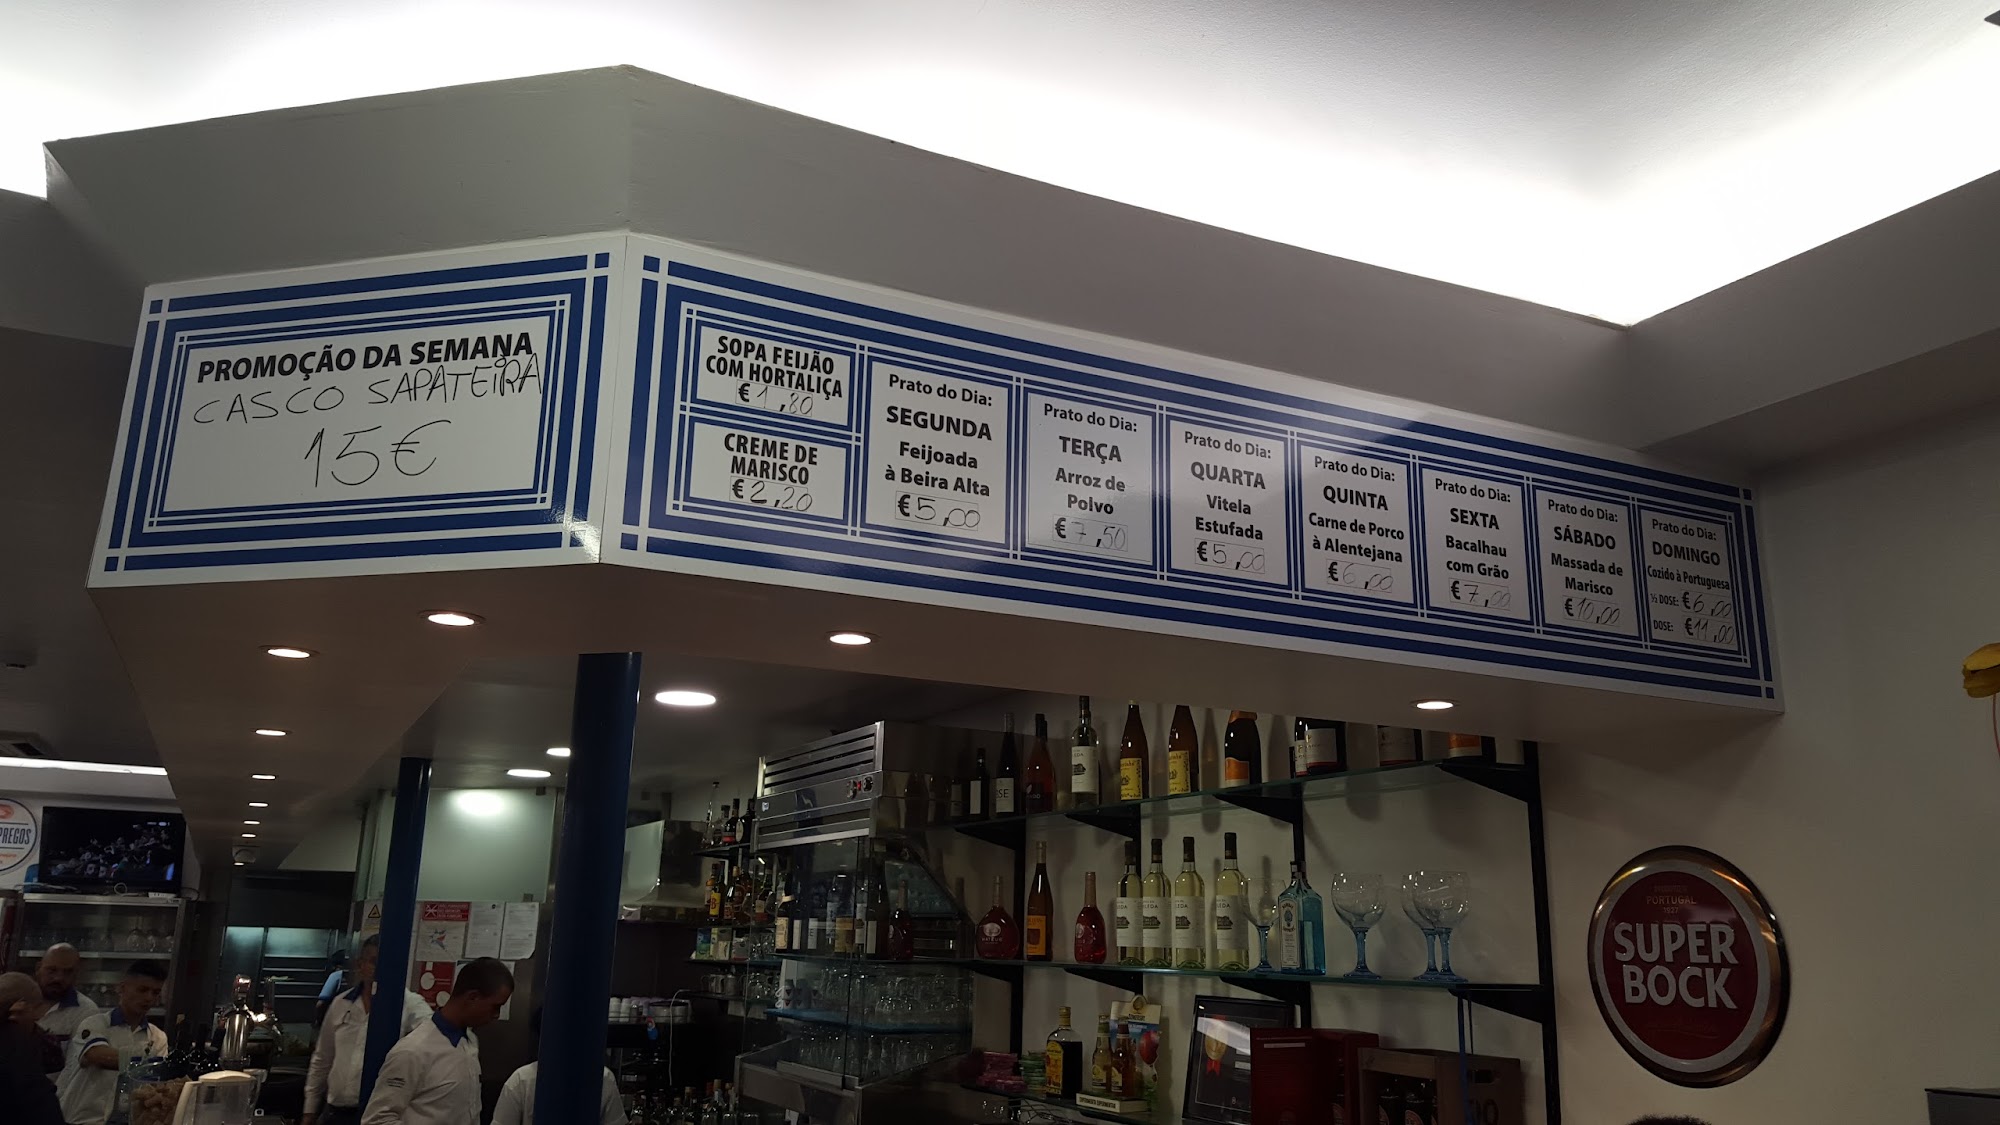 PROMOÇÃO DA SEMANA
CASCO SAPATEIRA
15€
SOPA FEIJÃO
COM HORTALIÇA
€ 1,80
CREME DE
MARISCO
€ 2,20
Prato do Dia:
SEGUNDA
Feijoada
à Beira Alta
€ 5,00
Prato do Dia:
TERÇA
Arroz de
Polvo
€ 7,50
Prato do Dia:
QUARTA
Vitela
Estufada
€ 5,00
Prato do Dia:
QUINTA
Carne de Porco
à Alentejana
€ 6,00
Prato do Dia:
SEXTA
Bacalhau
com Grão
€ 7,00
Prato do Dia:
SÁBADO
Massada de
Marisco
€ 10,00
Prato do Dia:
DOMINGO
Cozido à Portuguesa
½ DOSE: € 6,00
DOSE: € 11,00
PREGOS
PORTUGAL
1927
SUPER
BOCK